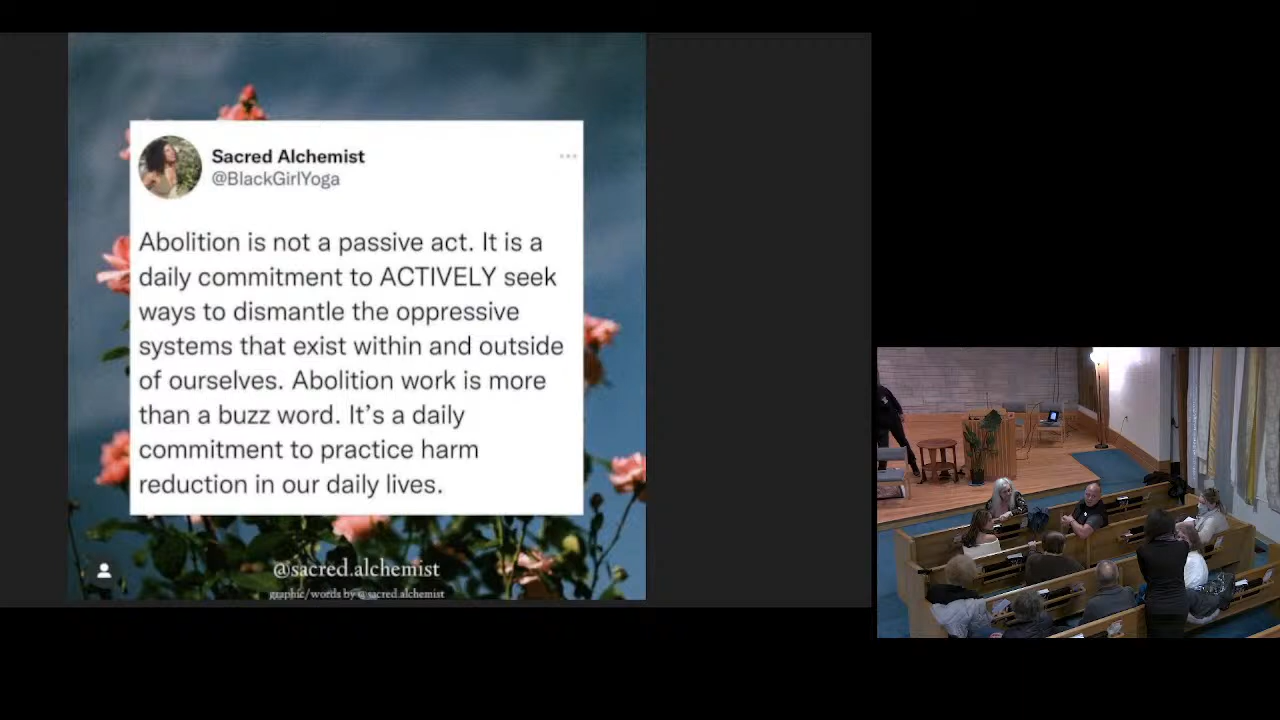 Sacred Alchemist
@BlackGirlYoga
Abolition is not a passive act. It is a
daily commitment to ACTIVELY seek
ways to dismantle the oppressive
systems that exist within and outside
of ourselves. Abolition work is more
than a buzz word. It’s a daily
commitment to practice harm
reduction in our daily lives.
@sacred.alchemist
graphic/words by @sacred.alchemist